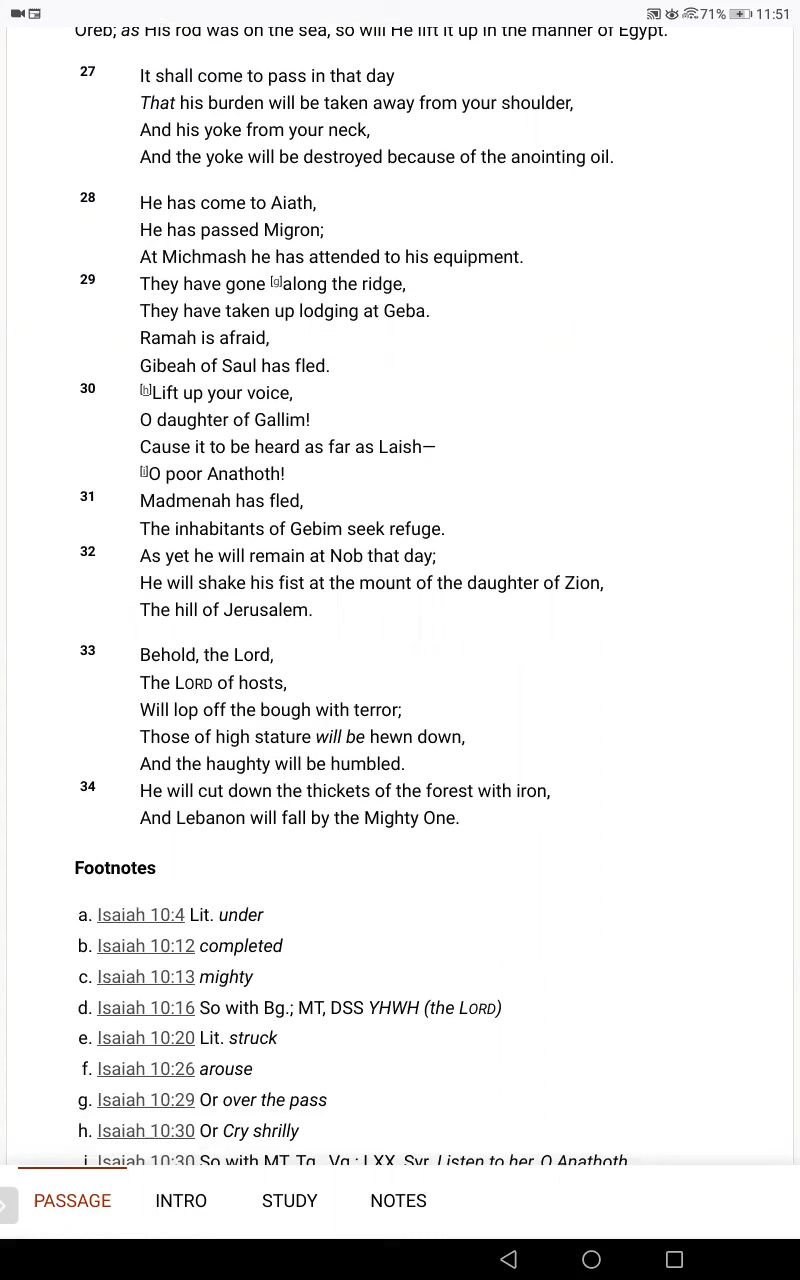 71% 11:51
Oreb; as His rod was on the sea, so will He lift it up in the manner of Egypt.
27 It shall come to pass in that day
That his burden will be taken away from your shoulder,
And his yoke from your neck,
And the yoke will be destroyed because of the anointing oil.
28 He has come to Aiath,
He has passed Migron;
At Michmash he has attended to his equipment.
29 They have gone [g]along the ridge,
They have taken up lodging at Geba.
Ramah is afraid,
Gibeah of Saul has fled.
30 [h]Lift up your voice,
O daughter of Gallim!
Cause it to be heard as far as Laish—
[i]O poor Anathoth!
31 Madmenah has fled,
The inhabitants of Gebim seek refuge.
32 As yet he will remain at Nob that day;
He will shake his fist at the mount of the daughter of Zion,
The hill of Jerusalem.
33 Behold, the Lord,
The LORD of hosts,
Will lop off the bough with terror;
Those of high stature will be hewn down,
And the haughty will be humbled.
34 He will cut down the thickets of the forest with iron,
And Lebanon will fall by the Mighty One.
Footnotes
a. Isaiah 10:4 Lit. under
b. Isaiah 10:12 completed
c. Isaiah 10:13 mighty
d. Isaiah 10:16 So with Bg.; MT, DSS YHWH (the LORD)
e. Isaiah 10:20 Lit. struck
f. Isaiah 10:26 arouse
g. Isaiah 10:29 Or over the pass
h. Isaiah 10:30 Or Cry shrilly
i. Isaiah 10:30 So with MT, Tg., Vg.; LXX, Syr. Listen to her, O Anathoth
PASSAGE INTRO STUDY NOTES